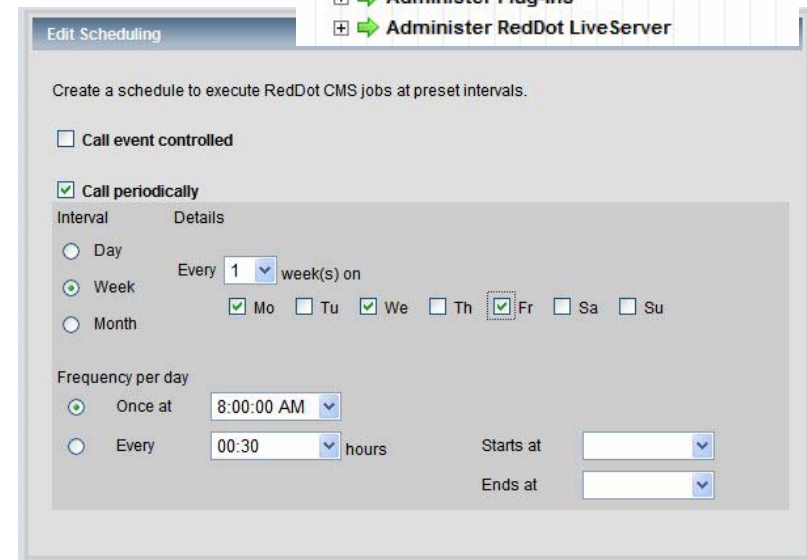 Administer Plug-Ins
Administer RedDot LiveServer
Edit Scheduling
Create a schedule to execute RedDot CMS jobs at preset intervals.
Call event controlled
Call periodically
Interval Details
Day
Every 1 week(s) on
Week
Mo Tu We Th Fr Sa Su
Month
Frequency per day
Once at 8:00:00 AM
Every 00:30 hours Starts at
Ends at